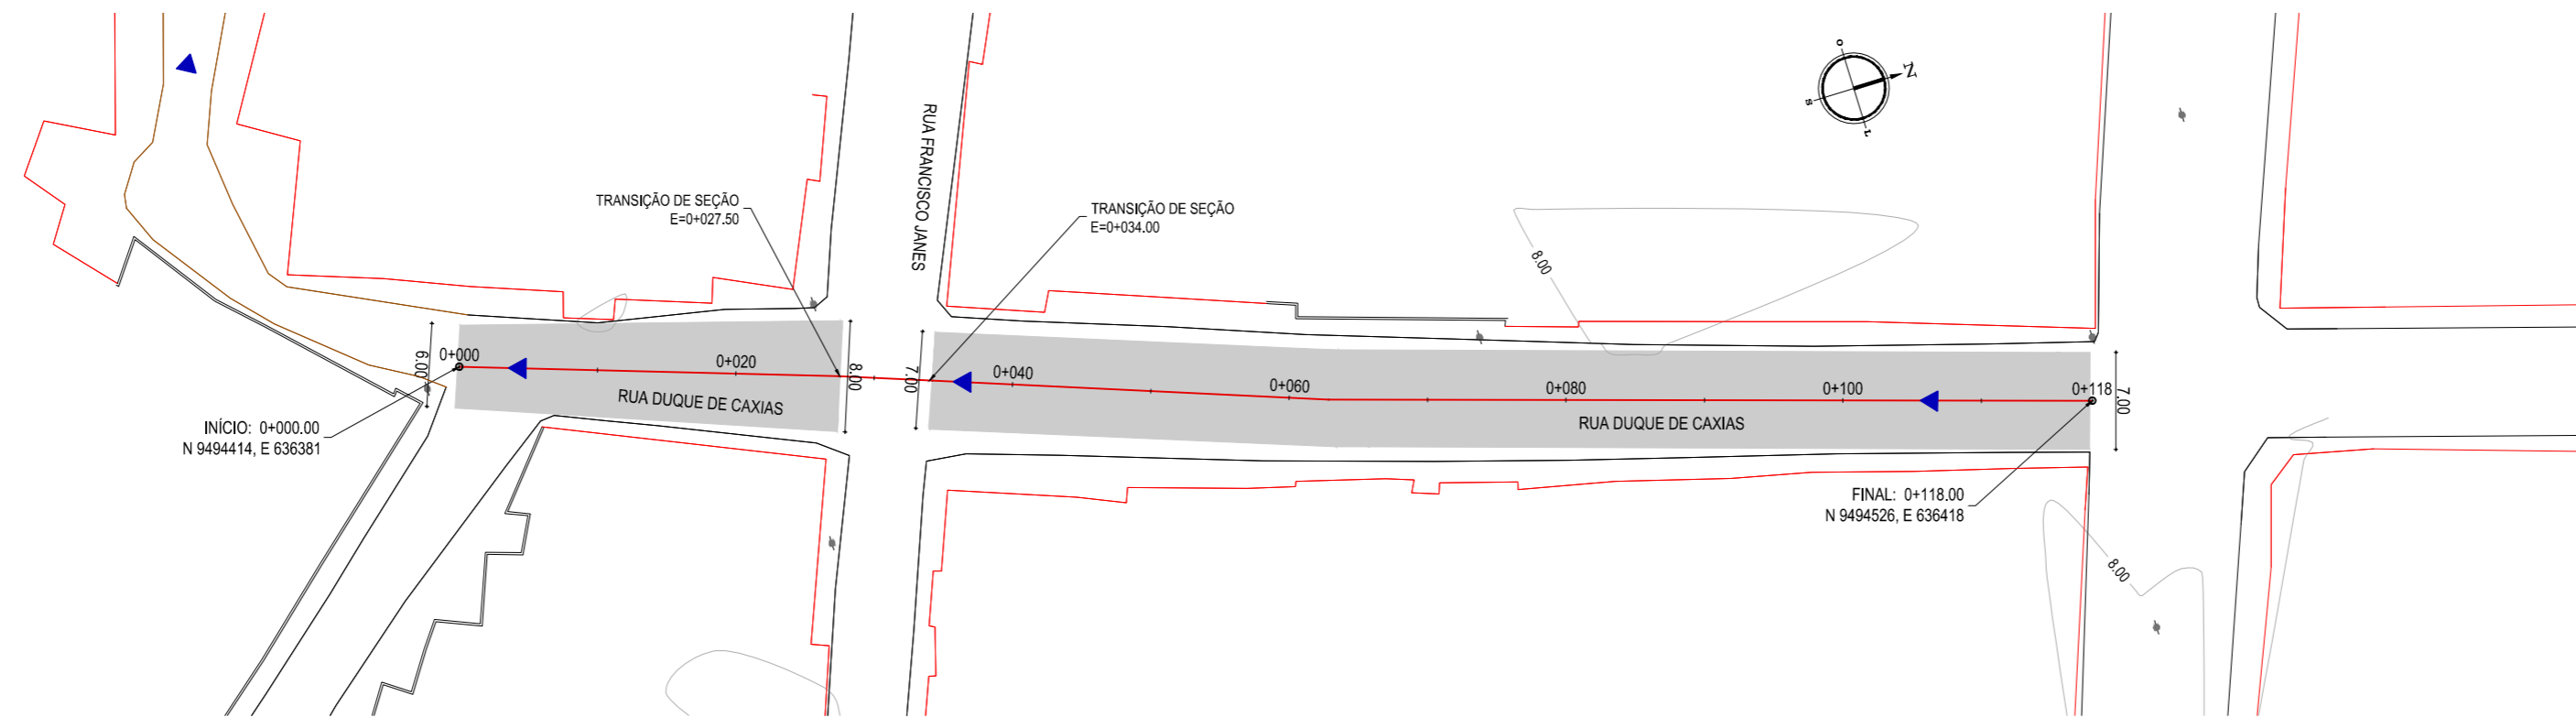 O
N
S
L
RUA FRANCISCO JANES
TRANSIÇÃO DE SEÇÃO
E=0+027.50
TRANSIÇÃO DE SEÇÃO
E=0+034.00
8.00
6.00
0+000
0+020
8.00
7.00
0+040
0+060
0+080
0+100
0+118
7.00
RUA DUQUE DE CAXIAS
RUA DUQUE DE CAXIAS
INÍCIO: 0+000.00
N 9494414, E 636381
FINAL: 0+118.00
N 9494526, E 636418
8.00